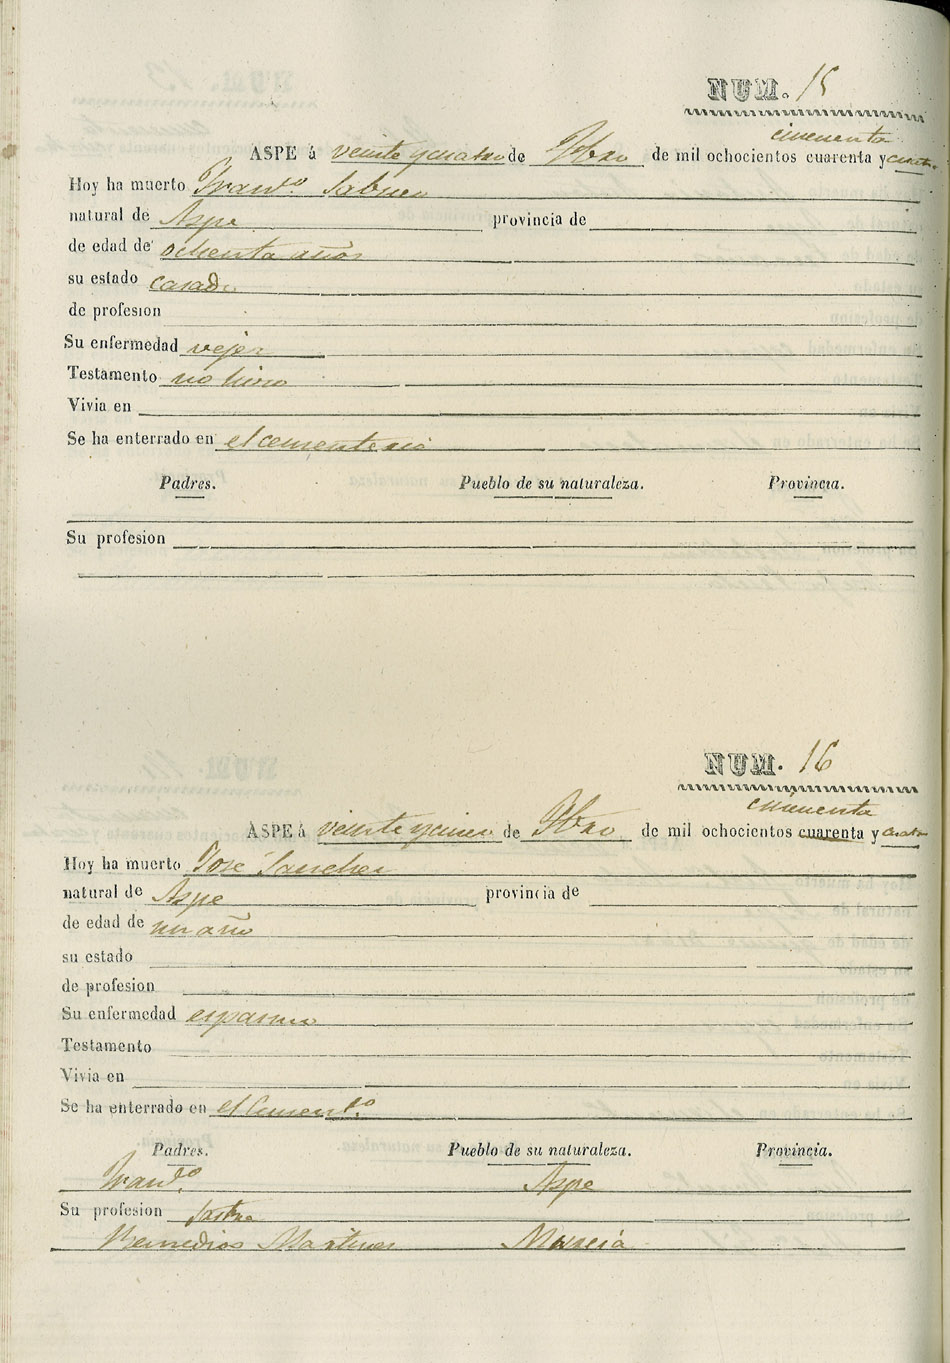 NUM. 15
cincuenta
ASPE á veinte y cuatro de Fbro de mil ochocientos cuarenta y cuatro
Hoy ha muerto Franco. Sabuco
natural de Aspe provincia de
de edad de ochenta años
su estado casado
de profesion
Su enfermedad vejez
Testamento no hizo
Vivia en
Se ha enterrado en el cementerio
Padres. Pueblo de su naturaleza. Provincia.
Su profesion
NUM. 16
cincuenta
ASPE á veinte y cinco de Fbro de mil ochocientos cuarenta y cuatro
Hoy ha muerto Jose Sanchez
natural de Aspe provincia de
de edad de un año
su estado
de profesion
Su enfermedad espasmo
Testamento
Vivia en
Se ha enterrado en el Cementº
Padres. Pueblo de su naturaleza. Provincia.
Franco. Aspe
Su profesion Sastre
Remedios Martinez Murcia